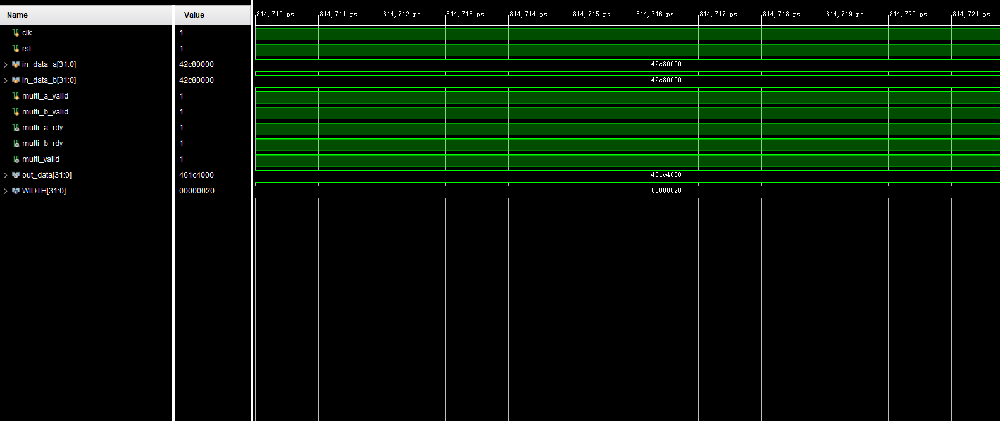 Name Value 814,710 ps 814,711 ps 814,712 ps 814,713 ps 814,714 ps 814,715 ps 814,716 ps 814,717 ps 814,718 ps 814,719 ps 814,720 ps 814,721 ps
clk 1
rst 1
in_data_a[31:0] 42c80000 42c80000
in_data_b[31:0] 42c80000 42c80000
multi_a_valid 1
multi_b_valid 1
multi_a_rdy 1
multi_b_rdy 1
multi_valid 1
out_data[31:0] 461c4000 461c4000
WIDTH[31:0] 00000020 00000020